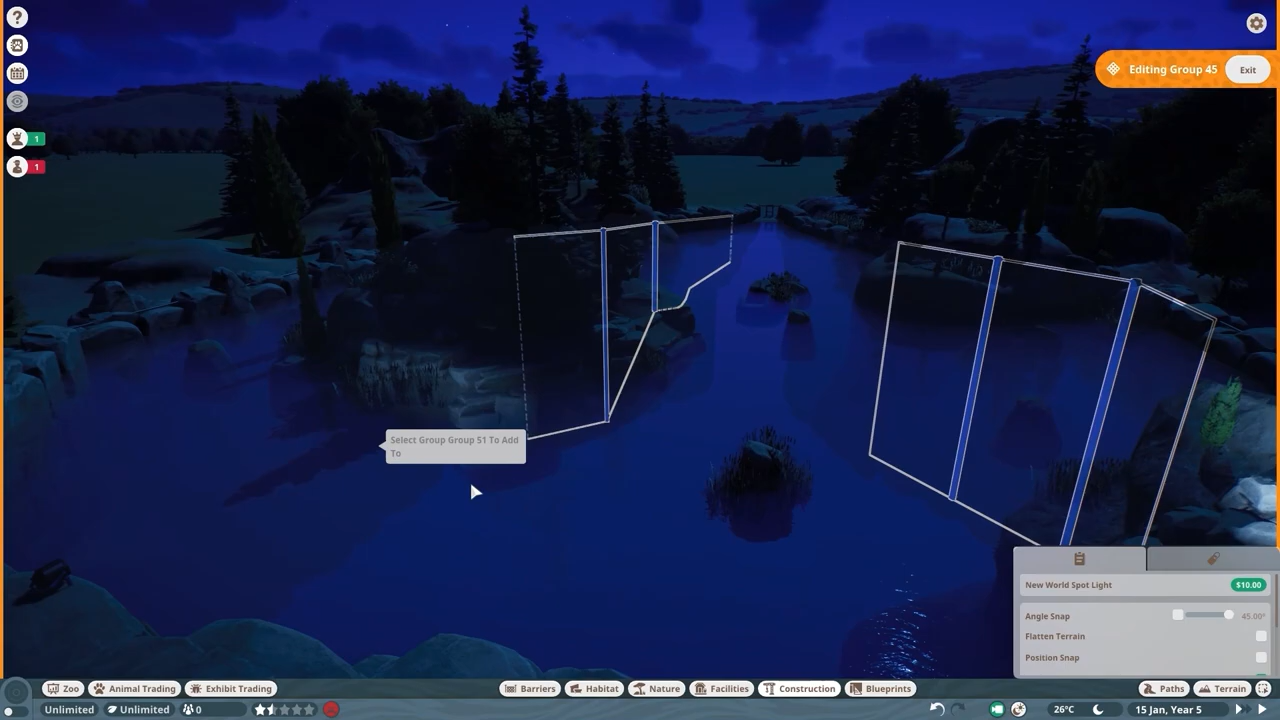 ?
Editing Group 45
Exit
1
1
Select Group Group 51 To Add
To
New World Spot Light
$10.00
Angle Snap
45.00°
Flatten Terrain
Position Snap
Zoo
Animal Trading
Exhibit Trading
Barriers
Habitat
Nature
Facilities
Construction
Blueprints
Paths
Terrain
Unlimited
Unlimited
0
26°C
15 Jan, Year 5